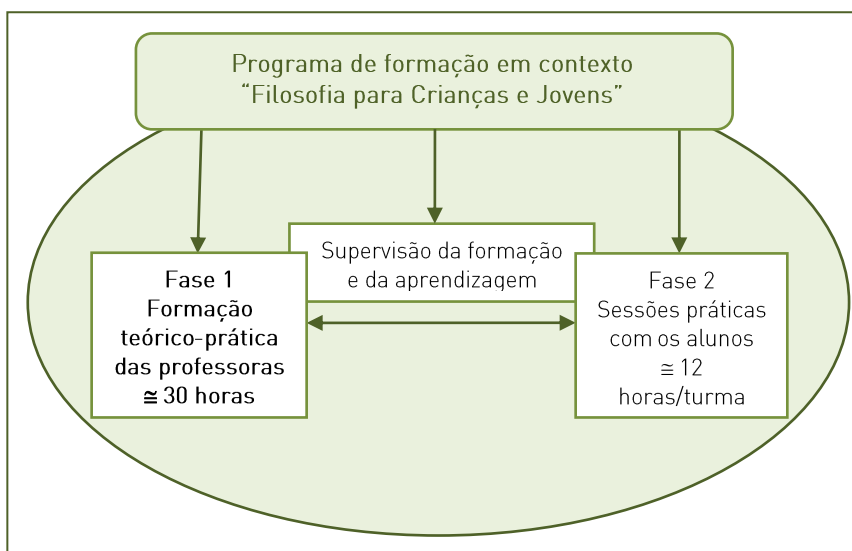 Programa de formação em contexto
“Filosofia para Crianças e Jovens”
Supervisão da formação
e da aprendizagem
Fase 1
Formação
teórico-prática
das professoras
≅ 30 horas
Fase 2
Sessões práticas
com os alunos
≅ 12
horas/turma